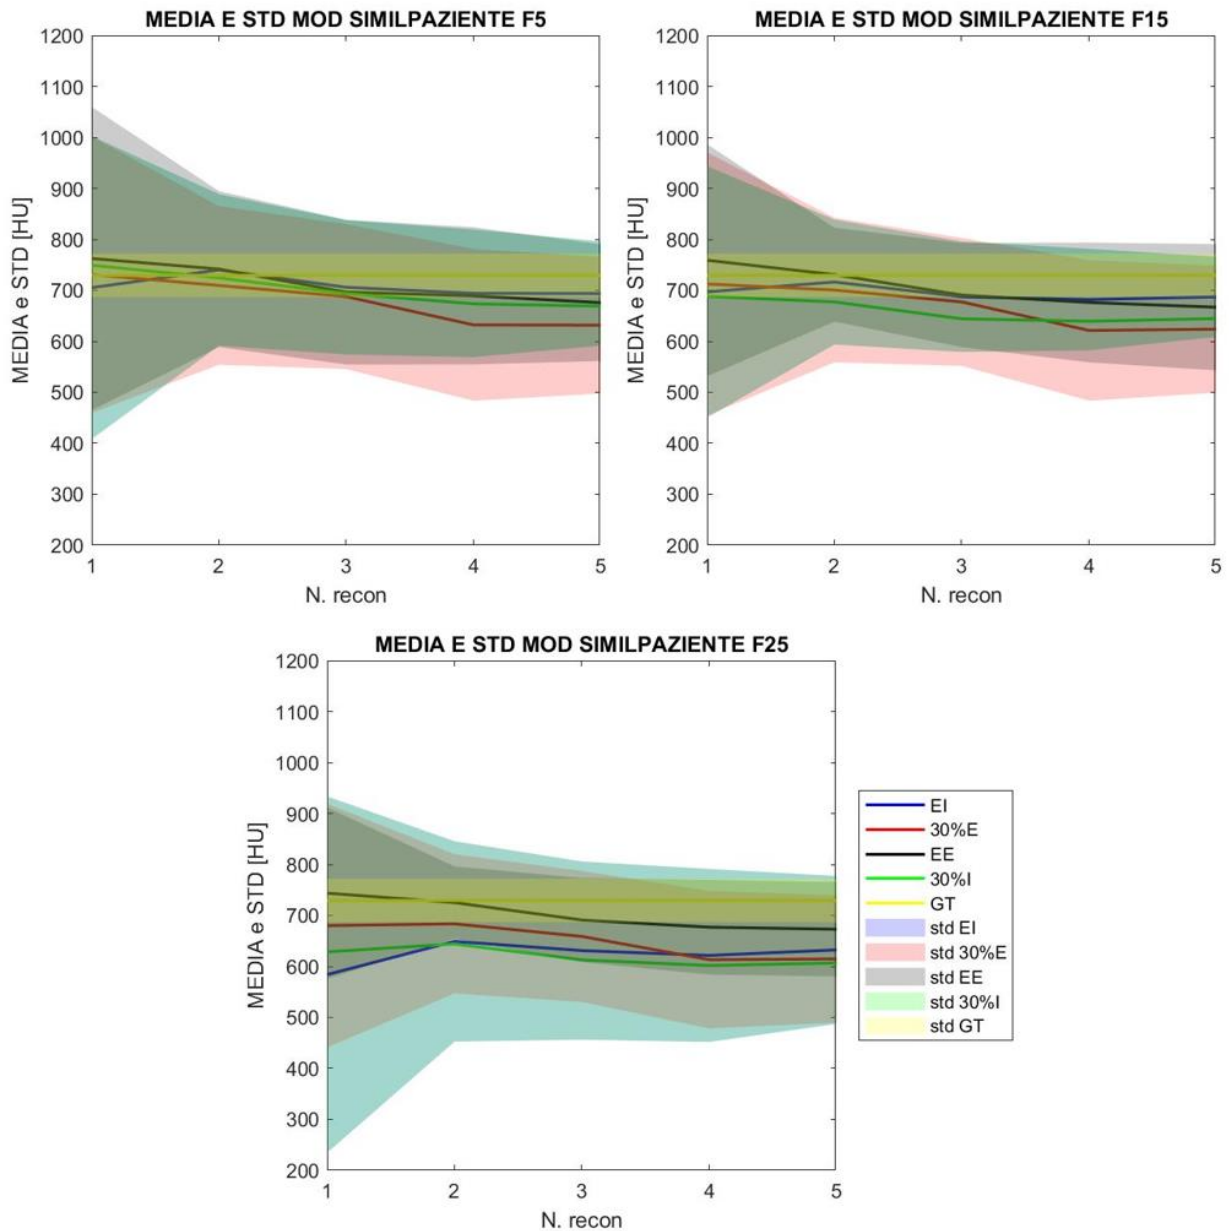 MEDIA E STD MOD SIMILPAZIENTE F5
1200
1100
1000
900
800
700
600
500
400
300
200
MEDIA e STD [HU]
1 2 3 4 5
N. recon
MEDIA E STD MOD SIMILPAZIENTE F15
1200
1100
1000
900
800
700
600
500
400
300
200
MEDIA e STD [HU]
1 2 3 4 5
N. recon
MEDIA E STD MOD SIMILPAZIENTE F25
1200
1100
1000
900
800
700
600
500
400
300
200
MEDIA e STD [HU]
1 2 3 4 5
N. recon
EI
30%E
EE
30%I
GT
std EI
std 30%E
std EE
std 30%I
std GT